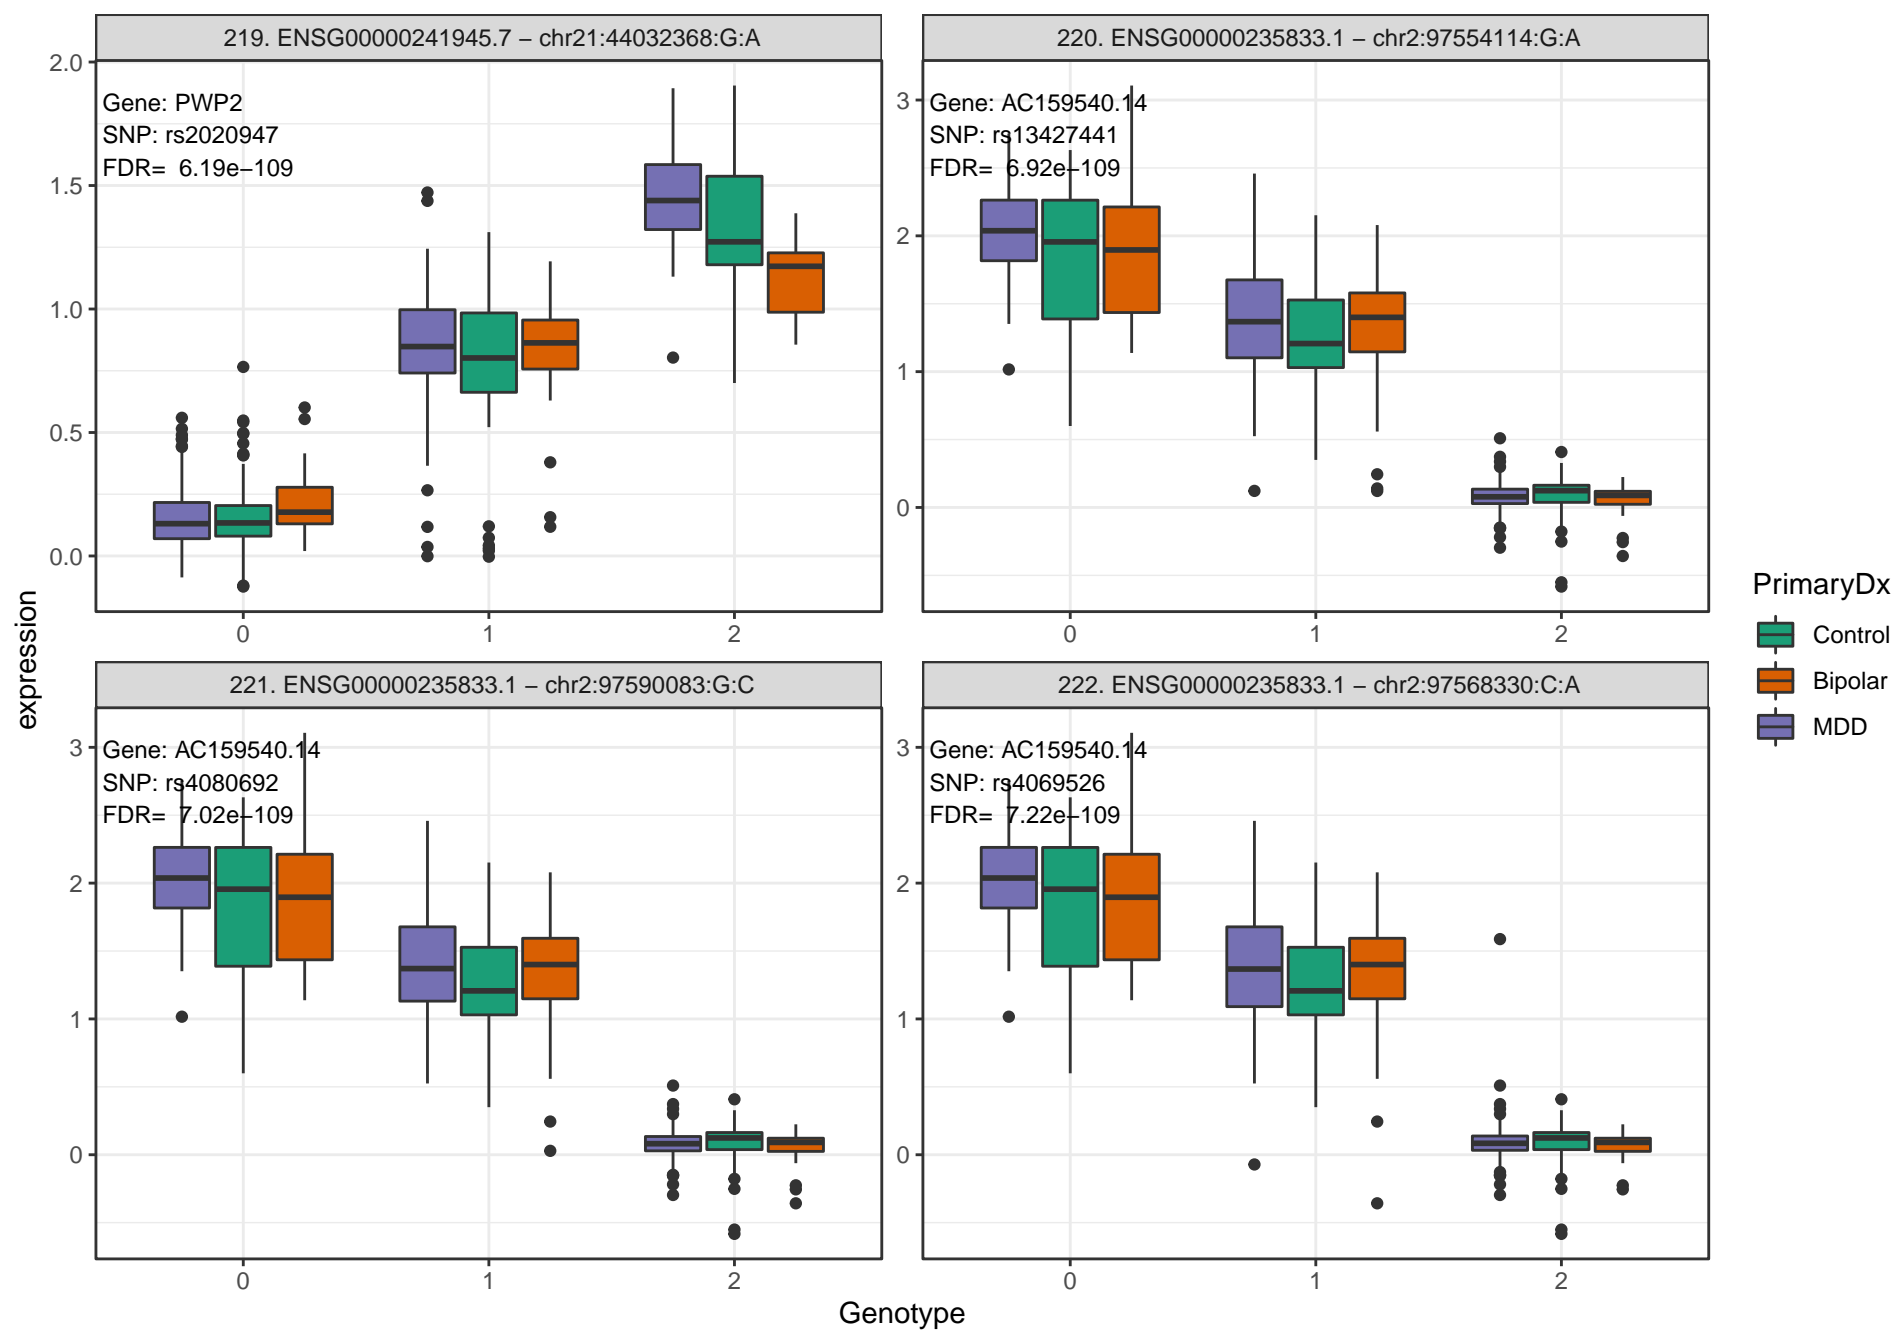 219. ENSG00000241945.7 − chr21:44032368:G:A
Gene: PWP2
SNP: rs2020947
FDR= 6.19e−109
2.0
1.5
1.0
0.5
0.0
0 1 2
220. ENSG00000235833.1 − chr2:97554114:G:A
Gene: AC159540.14
SNP: rs13427441
FDR= 6.92e−109
3
2
1
0
0 1 2
221. ENSG00000235833.1 − chr2:97590083:G:C
Gene: AC159540.14
SNP: rs4080692
FDR= 7.02e−109
3
2
1
0
0 1 2
222. ENSG00000235833.1 − chr2:97568330:C:A
Gene: AC159540.14
SNP: rs4069526
FDR= 7.22e−109
3
2
1
0
0 1 2
expression
Genotype
PrimaryDx
Control
Bipolar
MDD